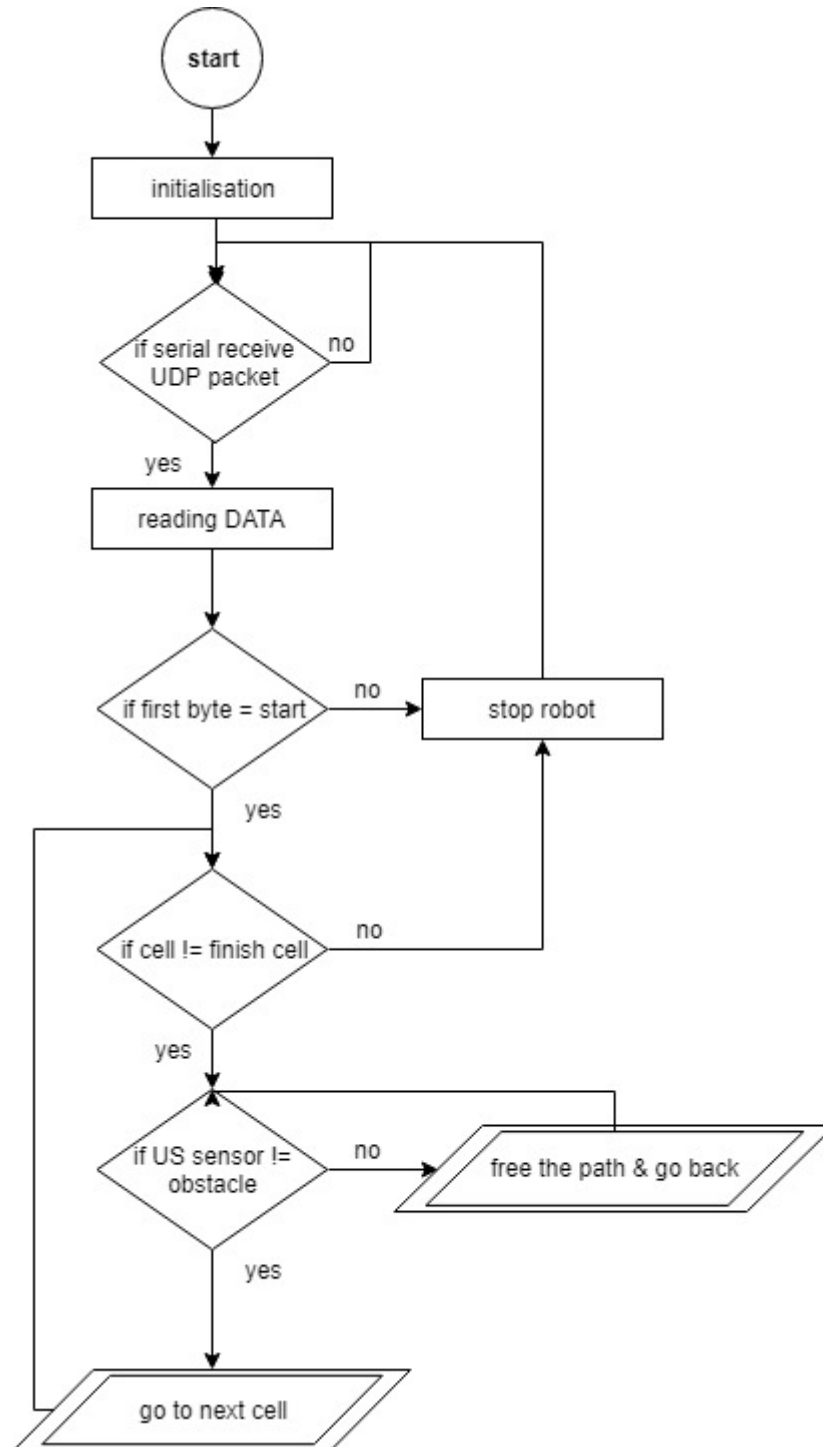 start
initialisation
if serial receive
UDP packet
no
yes
reading DATA
if first byte = start
no
stop robot
yes
if cell != finish cell
no
yes
if US sensor !=
obstacle
no
free the path & go back
yes
go to next cell